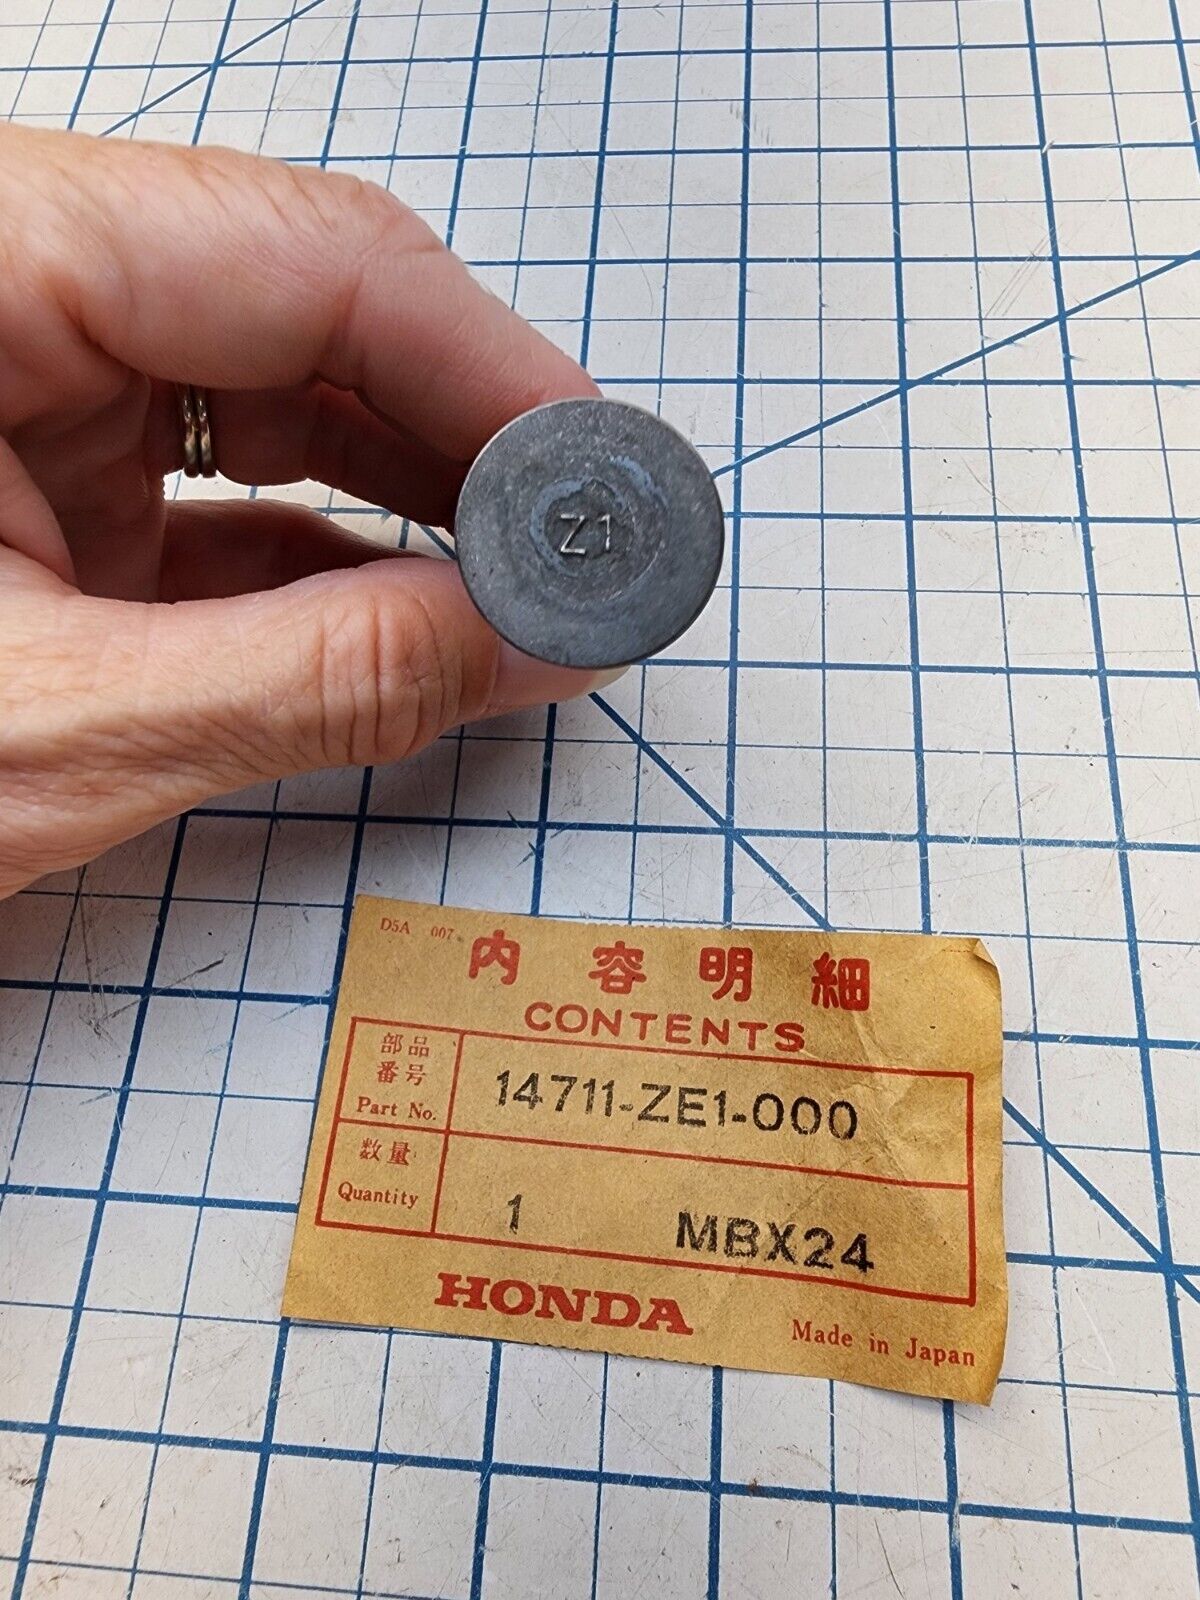 Z1
D5A 007
内容明細
CONTENTS
部品
番号
Part No.
14711-ZE1-000
数量
Quantity
1 MBX24
HONDA
Made in Japan